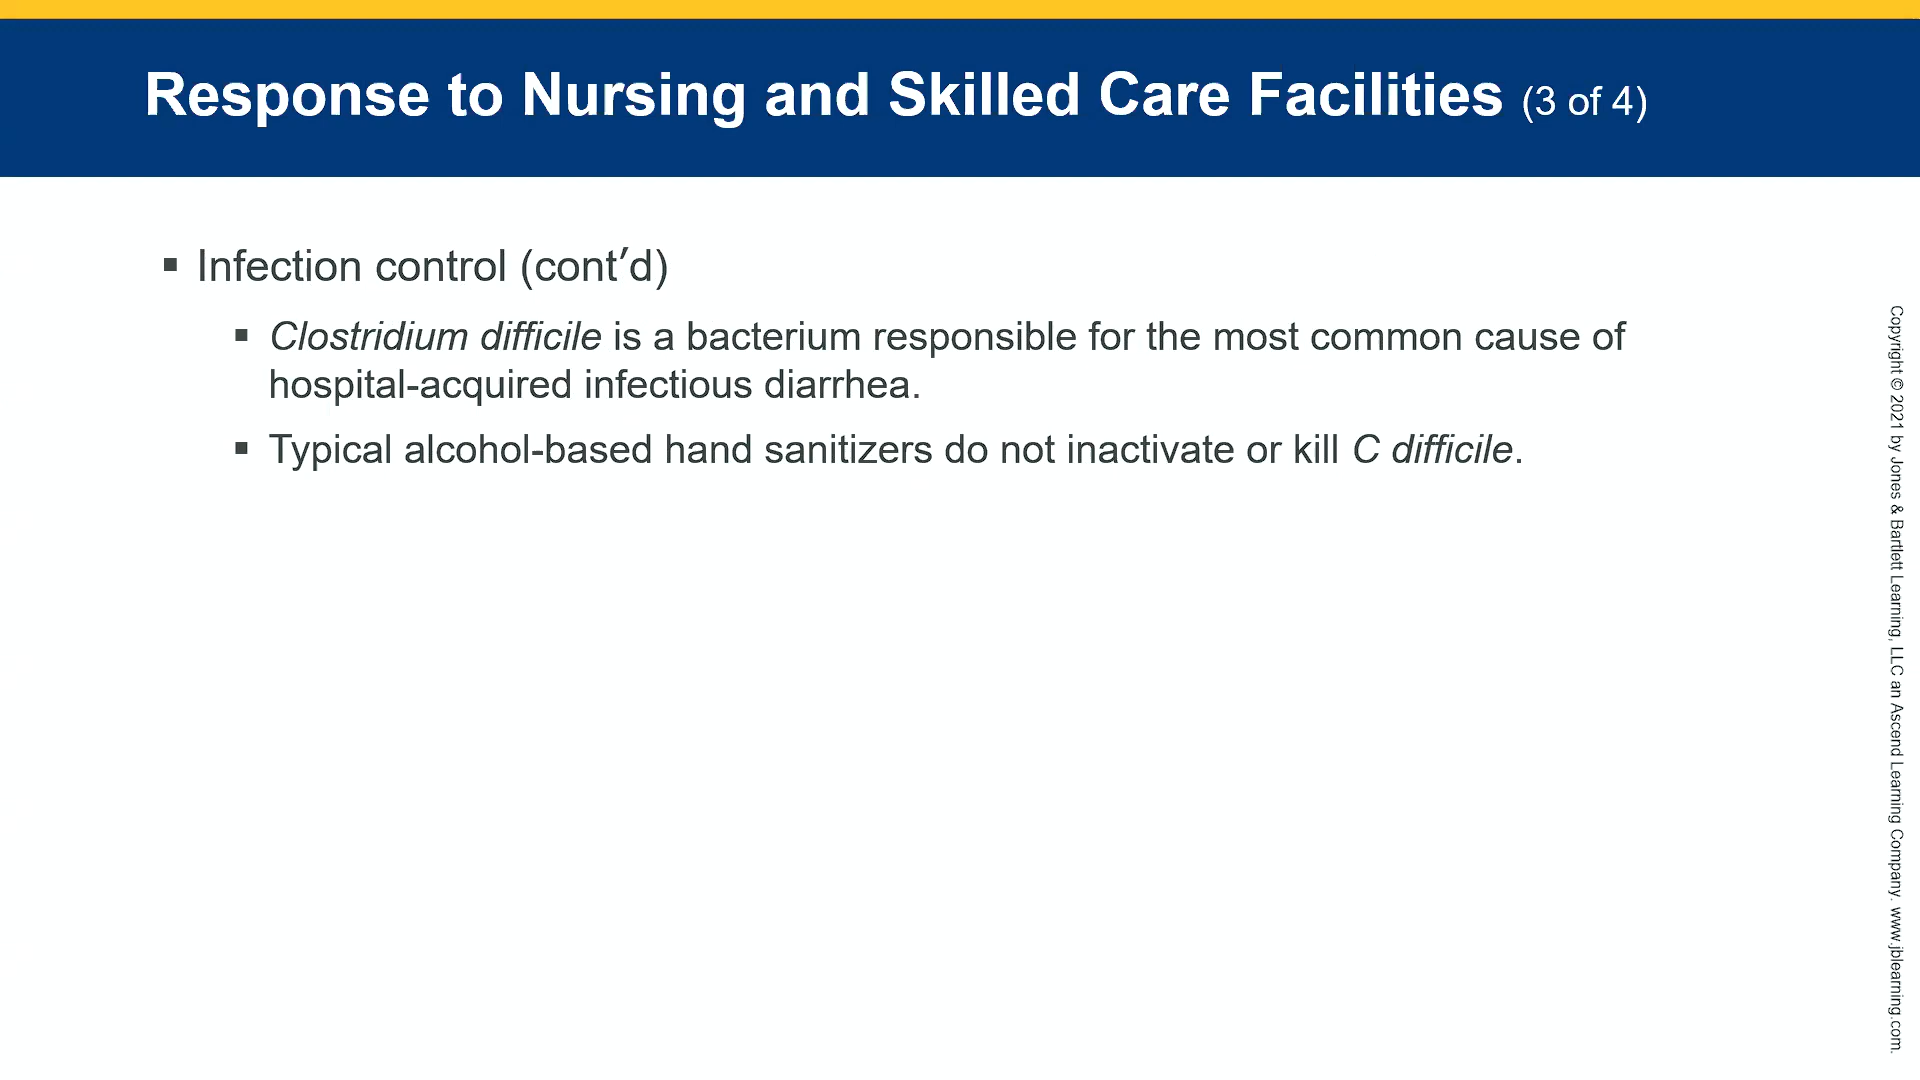 Response to Nursing and Skilled Care Facilities (3 of 4)
▪ Infection control (cont′d)
▪ Clostridium difficile is a bacterium responsible for the most common cause of
hospital-acquired infectious diarrhea.
▪ Typical alcohol-based hand sanitizers do not inactivate or kill C difficile.
Copyright © 2021 by Jones & Bartlett Learning, LLC an Ascend Learning Company. www.jblearning.com.